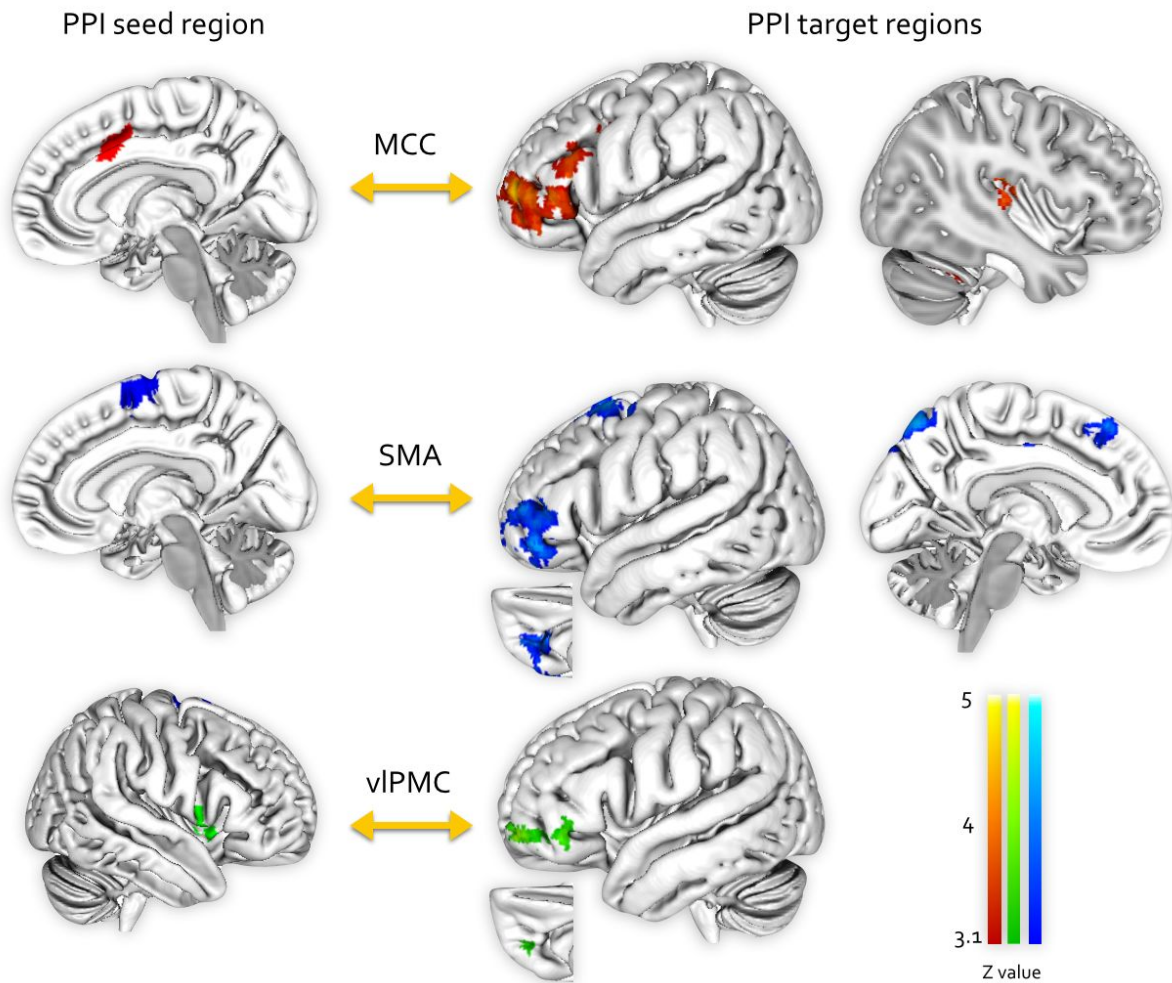 PPI seed region
PPI target regions
MCC
SMA
vlPMC
5
4
3.1
Z value